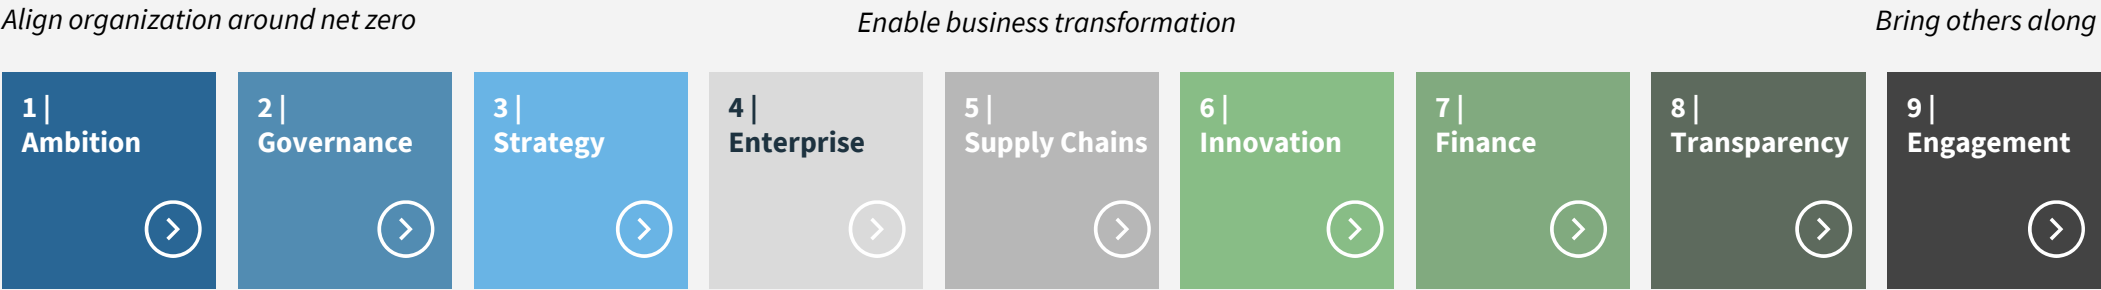 Align organization around net zero
Enable business transformation
Bring others along
1 |
Ambition
2 |
Governance
3 |
Strategy
4 |
Enterprise
5 |
Supply Chains
6 |
Innovation
7 |
Finance
8 |
Transparency
9 |
Engagement